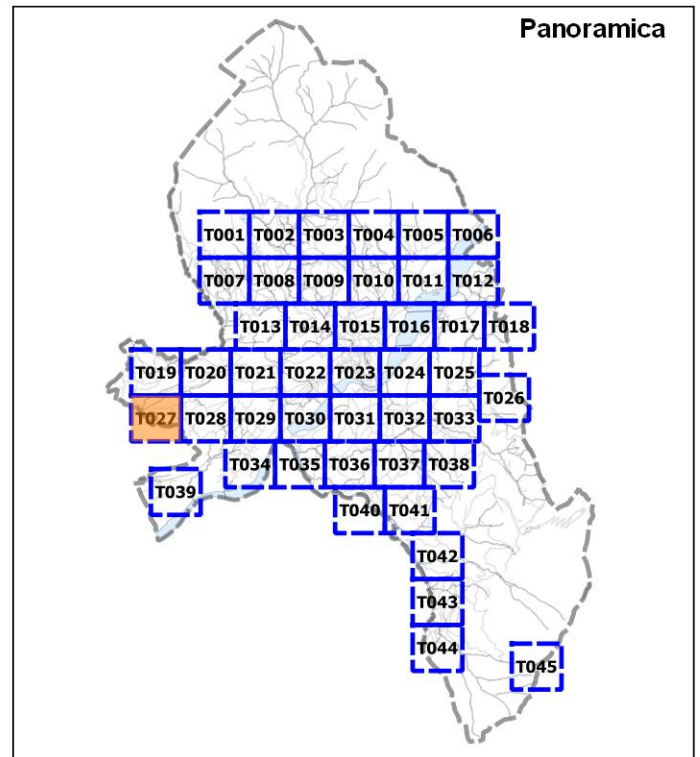 Panoramica
T001 T002 T003 T004 T005 T006
T007 T008 T009 T010 T011 T012
T013 T014 T015 T016 T017 T018
T019 T020 T021 T022 T023 T024 T025
T026
T027 T028 T029 T030 T031 T032 T033
T034 T035 T036 T037 T038
T039
T040 T041
T042
T043
T044
T045